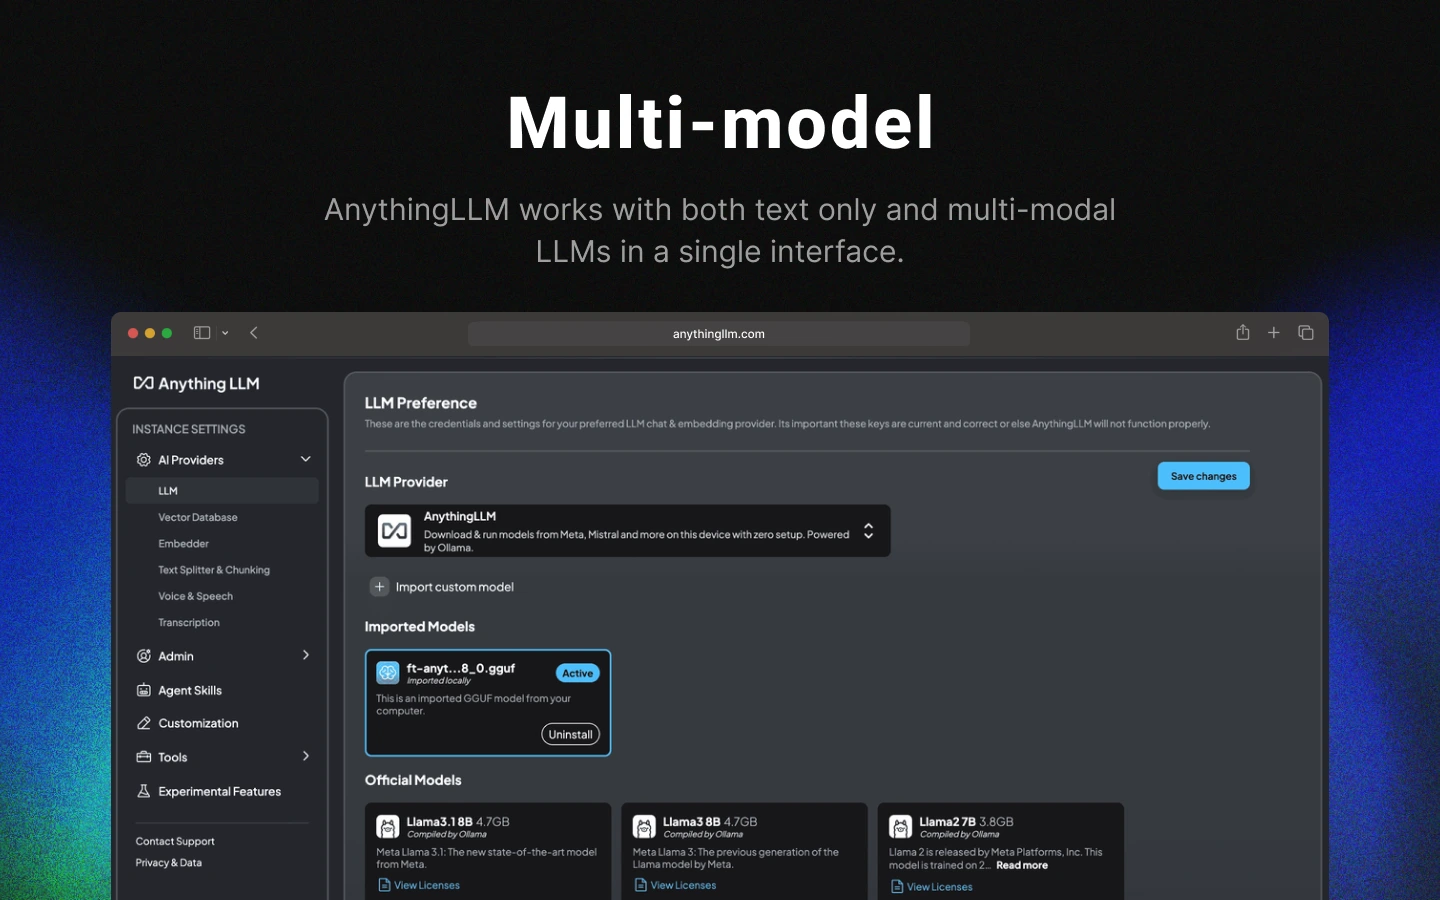 Multi-model
AnythingLLM works with both text only and multi-modal
LLMs in a single interface.
anythingllm.com
Anything LLM
INSTANCE SETTINGS
AI Providers
LLM
Vector Database
Embedder
Text Splitter & Chunking
Voice & Speech
Transcription
Admin
Agent Skills
Customization
Tools
Experimental Features
Contact Support
Privacy & Data
LLM Preference
These are the credentials and settings for your preferred LLM chat & embedding provider. Its important these keys are current and correct or else AnythingLLM will not function properly.
Save changes
LLM Provider
AnythingLLM
Download & run models from Meta, Mistral and more on this device with zero setup. Powered
by Ollama.
Import custom model
Imported Models
ft-anyt...8_0.gguf
Imported locally
Active
This is an imported GGUF model from your
computer.
Uninstall
Official Models
Llama3.1 8B 4.7GB
Compiled by Ollama
Meta Llama 3.1: The new state-of-the-art model
from Meta.
View Licenses
Llama3 8B 4.7GB
Compiled by Ollama
Meta Llama 3: The previous generation of the
Llama model by Meta.
View Licenses
Llama2 7B 3.8GB
Compiled by Ollama
Llama 2 is released by Meta Platforms, Inc. This
model is trained on 2... Read more
View Licenses